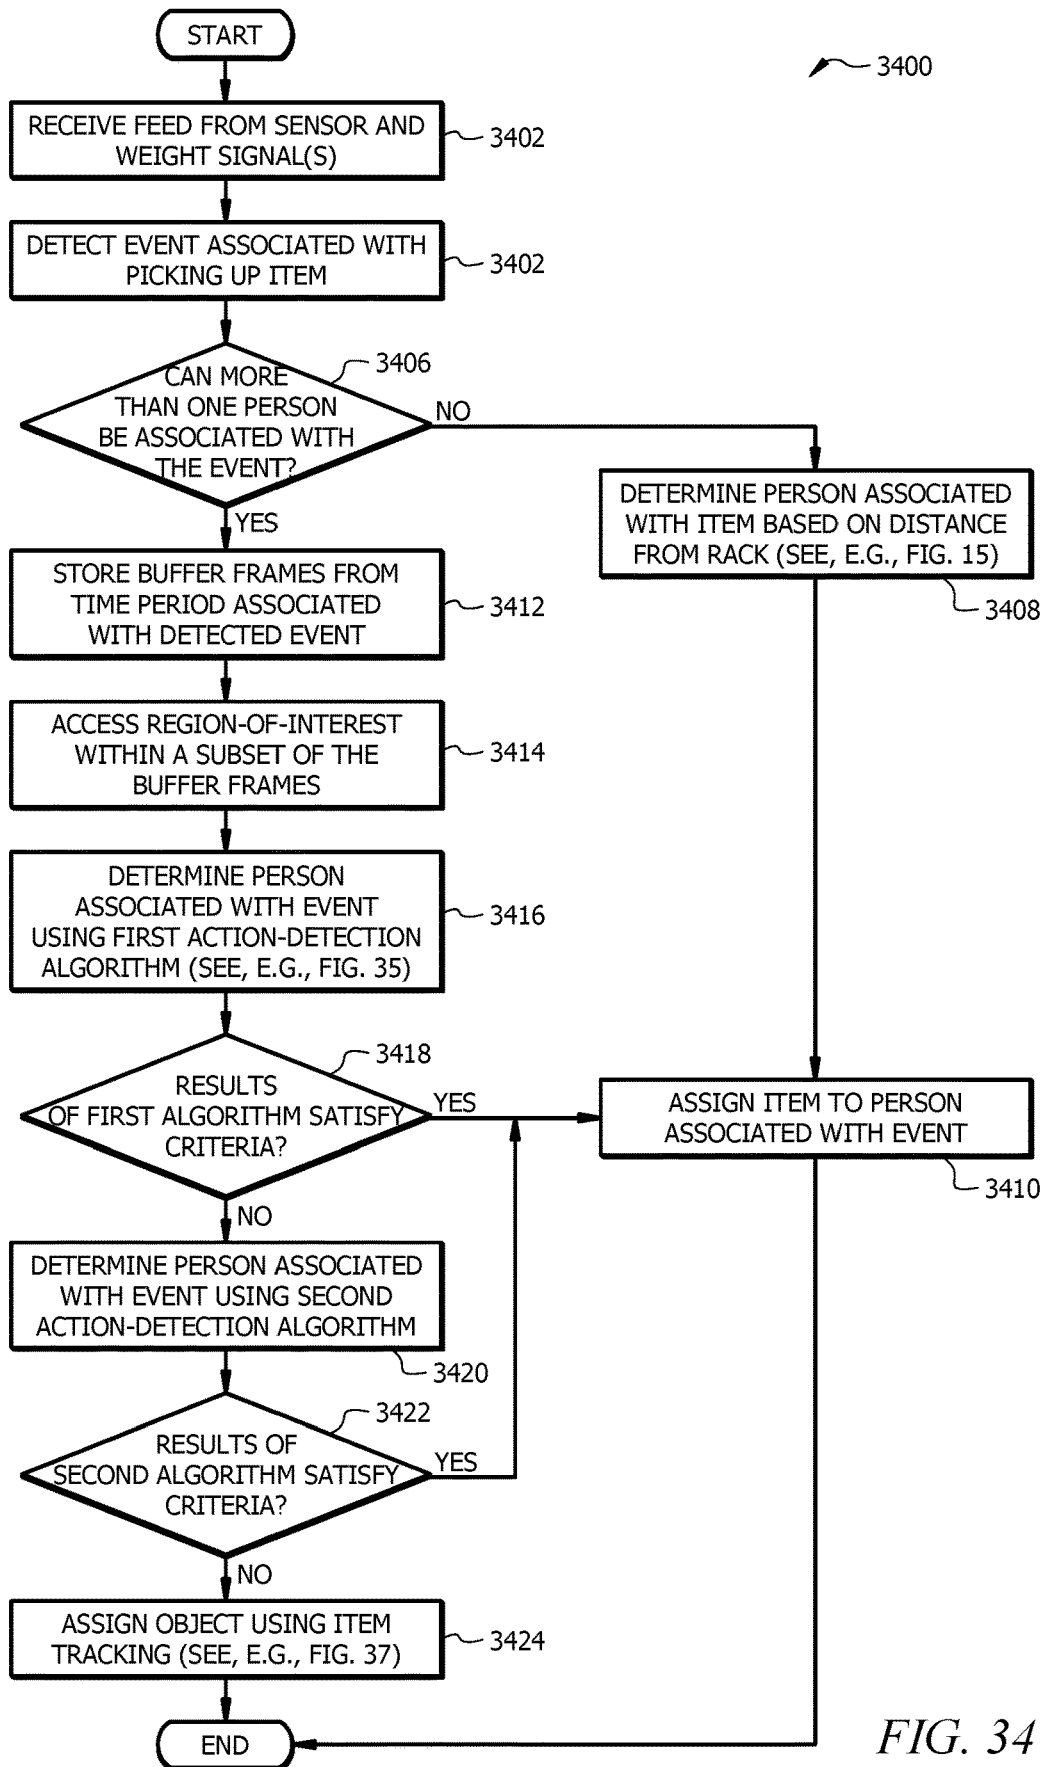 START
3400
RECEIVE FEED FROM SENSOR AND
WEIGHT SIGNAL(S)
3402
DETECT EVENT ASSOCIATED WITH
PICKING UP ITEM
3402
CAN MORE
THAN ONE PERSON
BE ASSOCIATED WITH
THE EVENT?
3406
NO
YES
DETERMINE PERSON ASSOCIATED
WITH ITEM BASED ON DISTANCE
FROM RACK (SEE, E.G., FIG. 15)
3408
STORE BUFFER FRAMES FROM
TIME PERIOD ASSOCIATED
WITH DETECTED EVENT
3412
ACCESS REGION-OF-INTEREST
WITHIN A SUBSET OF THE
BUFFER FRAMES
3414
DETERMINE PERSON
ASSOCIATED WITH EVENT
USING FIRST ACTION-DETECTION
ALGORITHM (SEE, E.G., FIG. 35)
3416
RESULTS
OF FIRST ALGORITHM SATISFY
CRITERIA?
3418
YES
NO
ASSIGN ITEM TO PERSON
ASSOCIATED WITH EVENT
3410
DETERMINE PERSON ASSOCIATED
WITH EVENT USING SECOND
ACTION-DETECTION ALGORITHM
3420
RESULTS OF
SECOND ALGORITHM SATISFY
CRITERIA?
3422
YES
NO
ASSIGN OBJECT USING ITEM
TRACKING (SEE, E.G., FIG. 37)
3424
END
FIG. 34